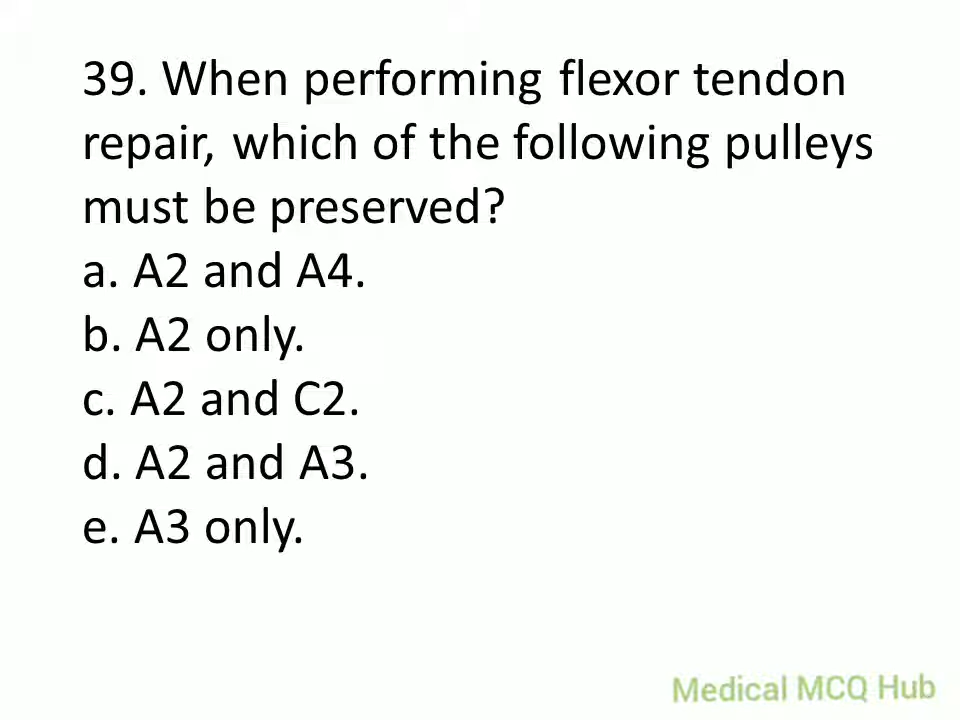 39. When performing flexor tendon
repair, which of the following pulleys
must be preserved?
a. A2 and A4.
b. A2 only.
c. A2 and C2.
d. A2 and A3.
e. A3 only.
Medical MCQ Hub